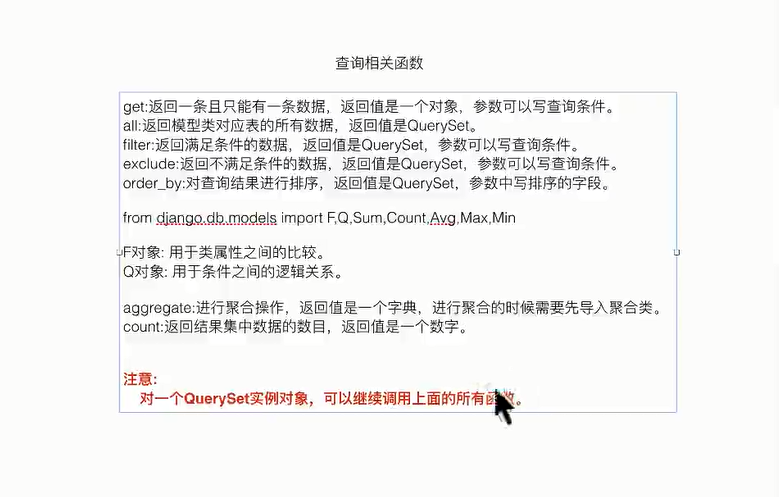 查询相关函数
get:返回一条且只能有一条数据，返回值是一个对象，参数可以写查询条件。
all:返回模型类对应表的所有数据，返回值是QuerySet。
filter:返回满足条件的数据，返回值是QuerySet，参数可以写查询条件。
exclude:返回不满足条件的数据，返回值是QuerySet，参数可以写查询条件。
order_by:对查询结果进行排序，返回值是QuerySet，参数中写排序的字段。
from django.db.models import F,Q,Sum,Count,Avg,Max,Min
F对象: 用于类属性之间的比较。
Q对象: 用于条件之间的逻辑关系。
aggregate:进行聚合操作，返回值是一个字典，进行聚合的时候需要先导入聚合类。
count:返回结果集中数据的数目，返回值是一个数字。
注意:
对一个QuerySet实例对象，可以继续调用上面的所有函数。